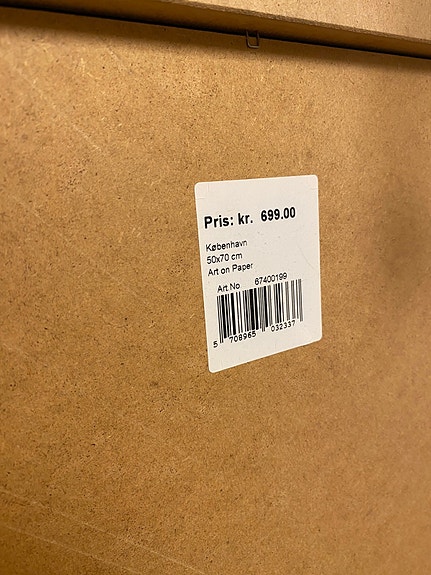 Pris: kr. 699.00
København
50x70 cm
Art on Paper
Art No 67400199
5 708965 032337